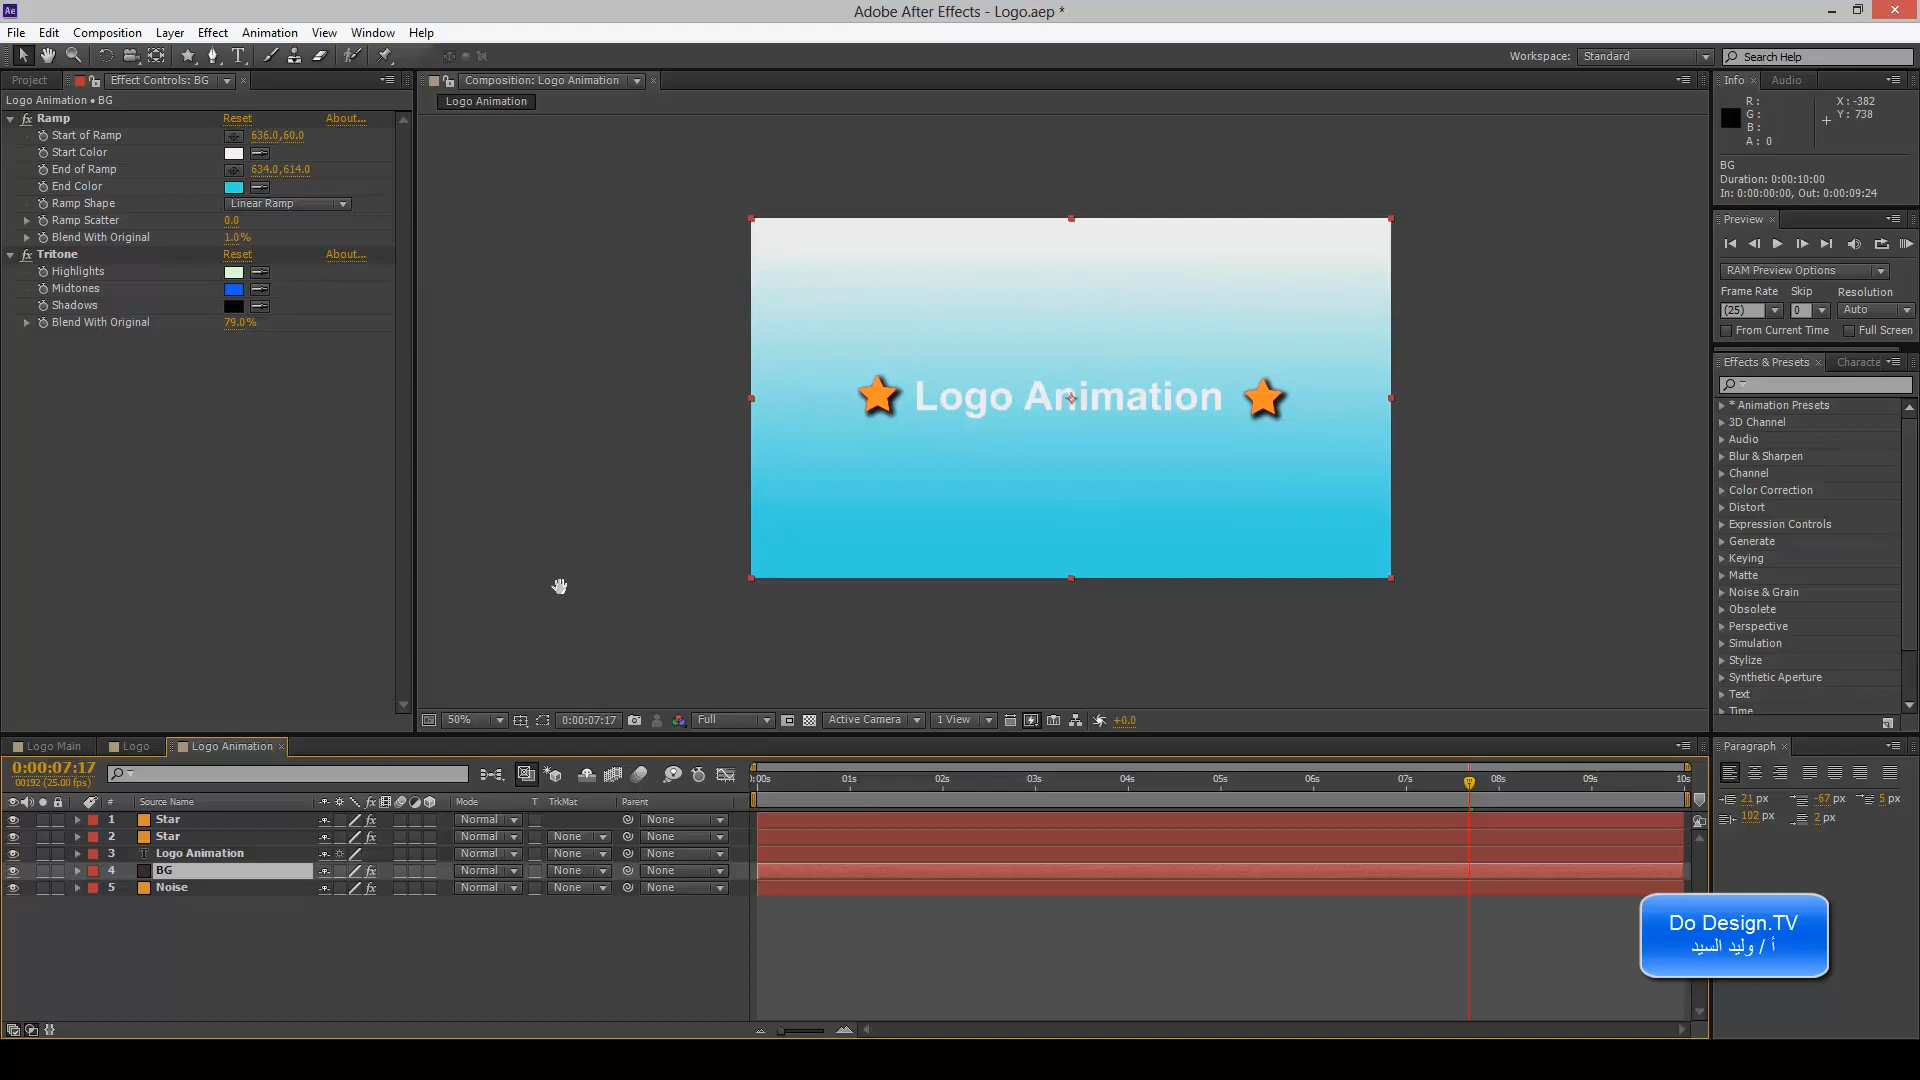 Adobe After Effects - Logo.aep *
File Edit Composition Layer Effect Animation View Window Help
Workspace: Standard Search Help
Project Effect Controls: BG
Logo Animation • BG
Ramp Reset About...
Start of Ramp 636.0,60.0
Start Color
End of Ramp 634.0,614.0
End Color
Ramp Shape Linear Ramp
Ramp Scatter 0.0
Blend With Original 1.0%
Tritone Reset About...
Highlights
Midtones
Shadows
Blend With Original 79.0%
Composition: Logo Animation
Logo Animation
Logo Animation
50% 0:00:07:17 Full Active Camera 1 View +0.0
Info Audio
R: X: -382
G: Y: 738
B:
A: 0
BG
Duration: 0:00:10:00
In: 0:00:00:00, Out: 0:00:09:24
Preview
RAM Preview Options
Frame Rate Skip Resolution
(25) 0 Auto
From Current Time Full Screen
Effects & Presets Characte
* Animation Presets
3D Channel
Audio
Blur & Sharpen
Channel
Color Correction
Distort
Expression Controls
Generate
Keying
Matte
Noise & Grain
Obsolete
Perspective
Simulation
Stylize
Synthetic Aperture
Text
Time
Logo Main Logo Logo Animation
0:00:07:17
00192 (25.00 fps)
# Source Name Mode T TrkMat Parent
1 Star Normal None
2 Star Normal None None
3 Logo Animation Normal None None
4 BG Normal None None
5 Noise Normal None None
):00s 01s 02s 03s 04s 05s 06s 07s 08s 09s 10s
Paragraph
21 px -67 px 5 px
102 px 2 px
Do Design.TV
أ / وليد السيد